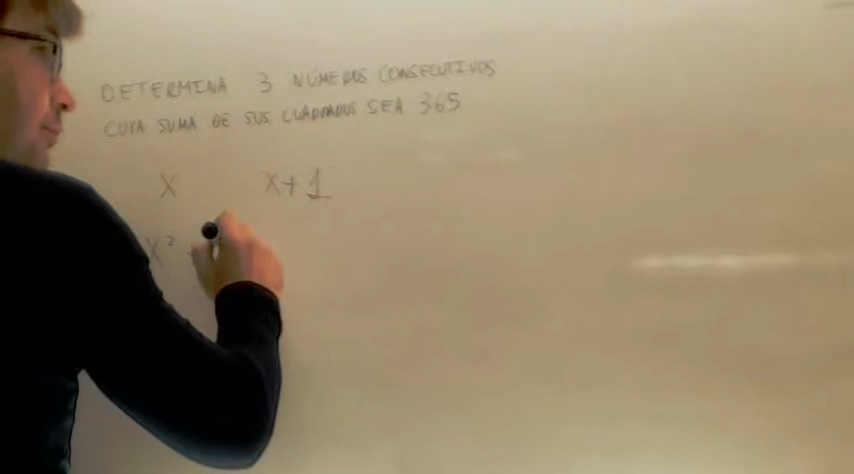 DETERMINA 3 NÚMEROS CONSECUTIVOS
CUYA SUMA DE SUS CUADRADOS SEA 365
X X+1
X²